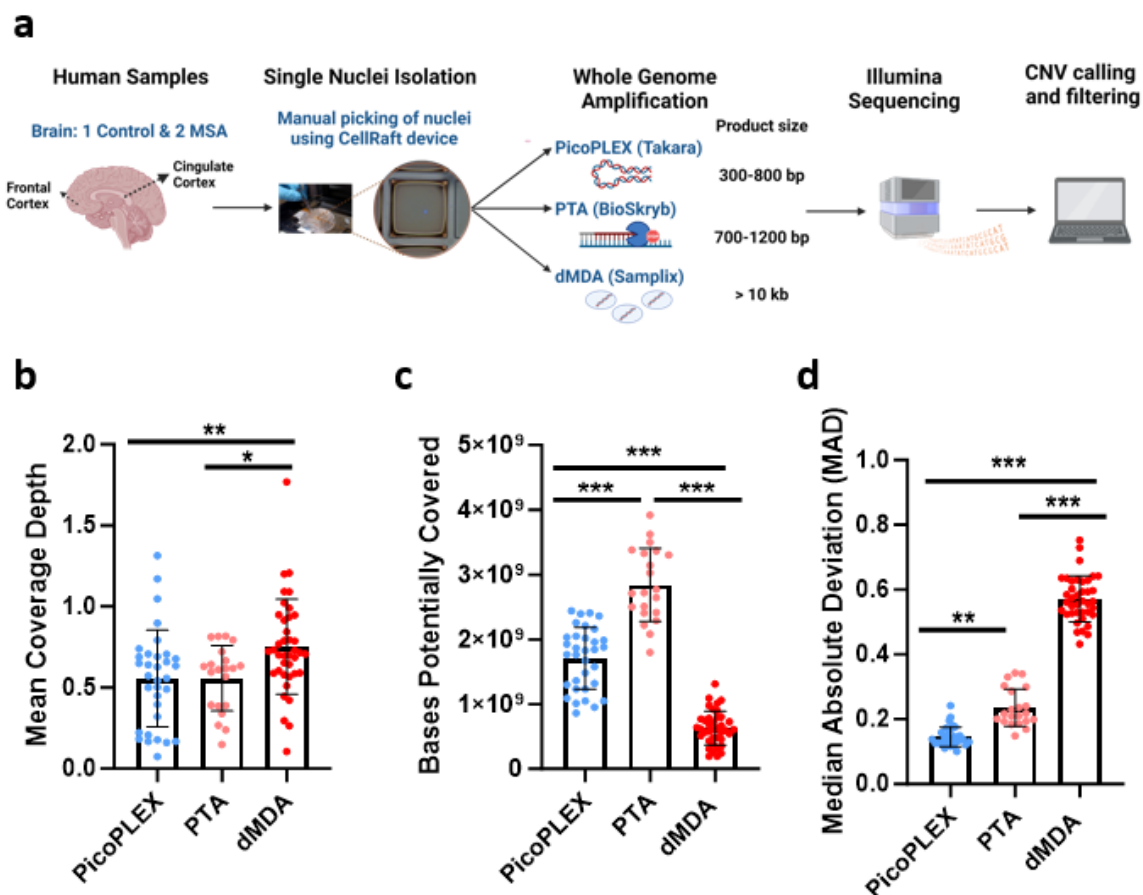 a
Human Samples
Single Nuclei Isolation
Whole Genome
Amplification
Illumina
Sequencing
CNV calling
and filtering
Brain: 1 Control & 2 MSA
Manual picking of nuclei
using CellRaft device
Product size
Cingulate
Cortex
Frontal
Cortex
PicoPLEX (Takara)
300-800 bp
PTA (BioSkryb)
700-1200 bp
dMDA (Samplix)
> 10 kb
b
Mean Coverage Depth
2.0
1.5
1.0
0.5
0.0
**
*
PicoPLEX
PTA
dMDA
c
Bases Potentially Covered
5×10⁹
4×10⁹
3×10⁹
2×10⁹
1×10⁹
0
***
***
***
PicoPLEX
PTA
dMDA
d
Median Absolute Deviation (MAD)
1.0
0.8
0.6
0.4
0.2
0.0
***
***
**
PicoPLEX
PTA
dMDA